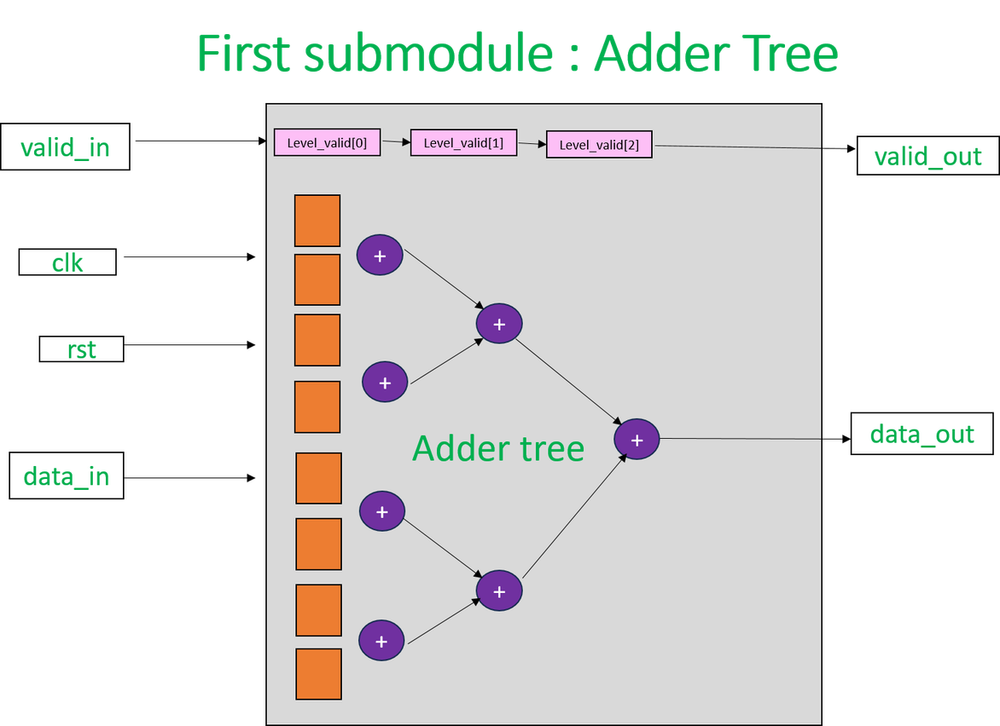 First submodule : Adder Tree
valid_in
Level_valid[0]
Level_valid[1]
Level_valid[2]
valid_out
clk
+
+
rst
+
Adder tree
+
data_out
data_in
+
+
+